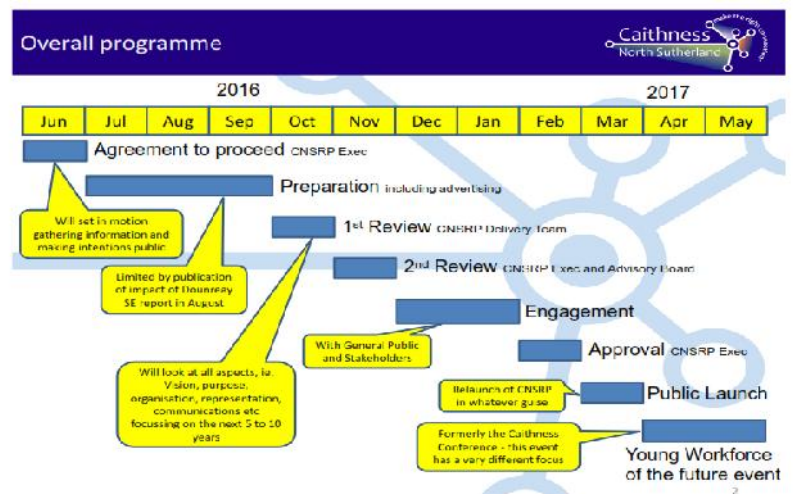 Overall programme
Caithness
North Sutherland
make the right connections
2016
2017
Jun Jul Aug Sep Oct Nov Dec Jan Feb Mar Apr May
Agreement to proceed CNSRP Exec
Will set in motion
gathering information and
making intentions public
Preparation including advertising
Limited by publication
of impact of Dounreay
SE report in August
1st Review CNSRP Delivery Team
Will look at all aspects, ie.
Vision, purpose,
organisation, representation,
communications etc
focussing on the next 5 to 10
years
2nd Review CNSRP Exec and Advisory Board
Engagement
With General Public
and Stakeholders
Approval CNSRP Exec
Public Launch
Relaunch of CNSRP
in whatever guise
Formerly the Caithness
Conference - this event
has a very different focus
Young Workforce
of the future event
2